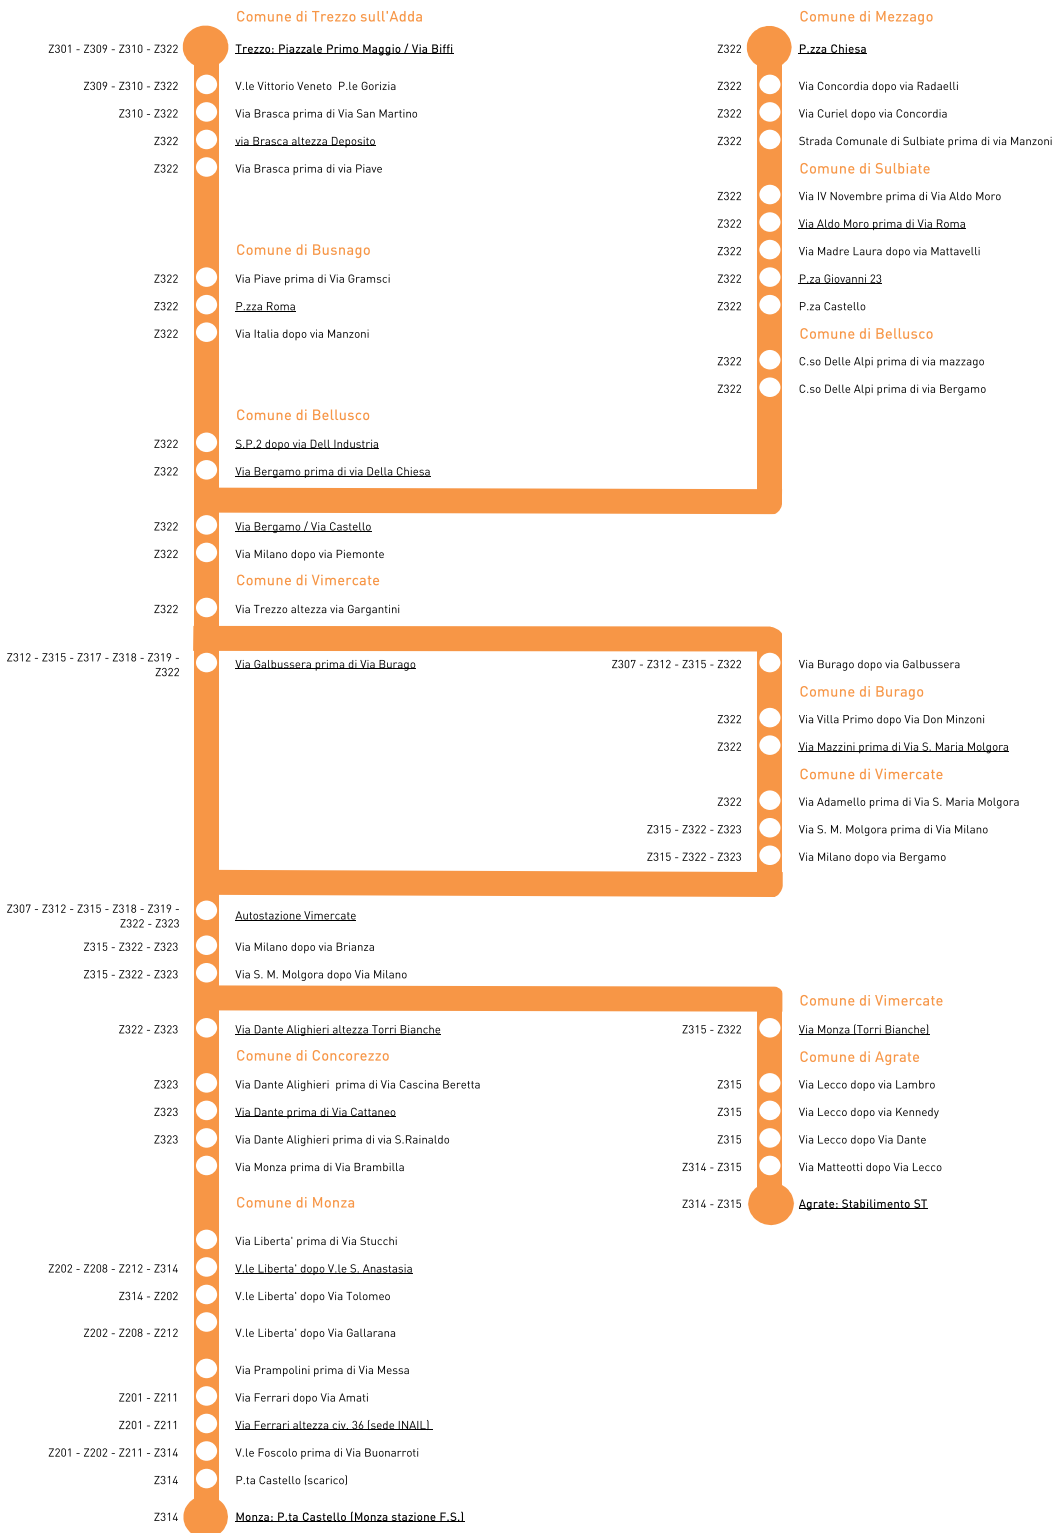 Comune di Trezzo sull'Adda
Z301 - Z309 - Z310 - Z322 Trezzo: Piazzale Primo Maggio / Via Biffi
Z309 - Z310 - Z322 V.le Vittorio Veneto P.le Gorizia
Z310 - Z322 Via Brasca prima di Via San Martino
Z322 via Brasca altezza Deposito
Z322 Via Brasca prima di via Piave
Comune di Busnago
Z322 Via Piave prima di Via Gramsci
Z322 P.zza Roma
Z322 Via Italia dopo via Manzoni
Comune di Bellusco
Z322 S.P.2 dopo via Dell Industria
Z322 Via Bergamo prima di via Della Chiesa
Z322 Via Bergamo / Via Castello
Z322 Via Milano dopo via Piemonte
Comune di Vimercate
Z322 Via Trezzo altezza via Gargantini
Z312 - Z315 - Z317 - Z318 - Z319 -
Z322 Via Galbussera prima di Via Burago
Z307 - Z312 - Z315 - Z318 - Z319 -
Z322 - Z323 Autostazione Vimercate
Z315 - Z322 - Z323 Via Milano dopo via Brianza
Z315 - Z322 - Z323 Via S. M. Molgora dopo Via Milano
Z322 - Z323 Via Dante Alighieri altezza Torri Bianche
Comune di Concorezzo
Z323 Via Dante Alighieri prima di Via Cascina Beretta
Z323 Via Dante prima di Via Cattaneo
Z323 Via Dante Alighieri prima di via S.Rainaldo
Via Monza prima di Via Brambilla
Comune di Monza
Via Liberta' prima di Via Stucchi
Z202 - Z208 - Z212 - Z314 V.le Liberta' dopo V.le S. Anastasia
Z314 - Z202 V.le Liberta' dopo Via Tolomeo
Z202 - Z208 - Z212 V.le Liberta' dopo Via Gallarana
Via Prampolini prima di Via Messa
Z201 - Z211 Via Ferrari dopo Via Amati
Z201 - Z211 Via Ferrari altezza civ. 36 (sede INAIL)
Z201 - Z202 - Z211 - Z314 V.le Foscolo prima di Via Buonarroti
Z314 P.ta Castello (scarico)
Z314 Monza: P.ta Castello (Monza stazione F.S.)
Comune di Mezzago
Z322 P.zza Chiesa
Z322 Via Concordia dopo via Radaelli
Z322 Via Curiel dopo via Concordia
Z322 Strada Comunale di Sulbiate prima di via Manzoni
Comune di Sulbiate
Z322 Via IV Novembre prima di Via Aldo Moro
Z322 Via Aldo Moro prima di Via Roma
Z322 Via Madre Laura dopo via Mattavelli
Z322 P.za Giovanni 23
Z322 P.za Castello
Comune di Bellusco
Z322 C.so Delle Alpi prima di via mazzago
Z322 C.so Delle Alpi prima di via Bergamo
Z307 - Z312 - Z315 - Z322 Via Burago dopo via Galbussera
Comune di Burago
Z322 Via Villa Primo dopo Via Don Minzoni
Z322 Via Mazzini prima di Via S. Maria Molgora
Comune di Vimercate
Z322 Via Adamello prima di Via S. Maria Molgora
Z315 - Z322 - Z323 Via S. M. Molgora prima di Via Milano
Z315 - Z322 - Z323 Via Milano dopo via Bergamo
Comune di Vimercate
Z315 - Z322 Via Monza (Torri Bianche)
Comune di Agrate
Z315 Via Lecco dopo via Lambro
Z315 Via Lecco dopo via Kennedy
Z315 Via Lecco dopo Via Dante
Z314 - Z315 Via Matteotti dopo Via Lecco
Z314 - Z315 Agrate: Stabilimento ST